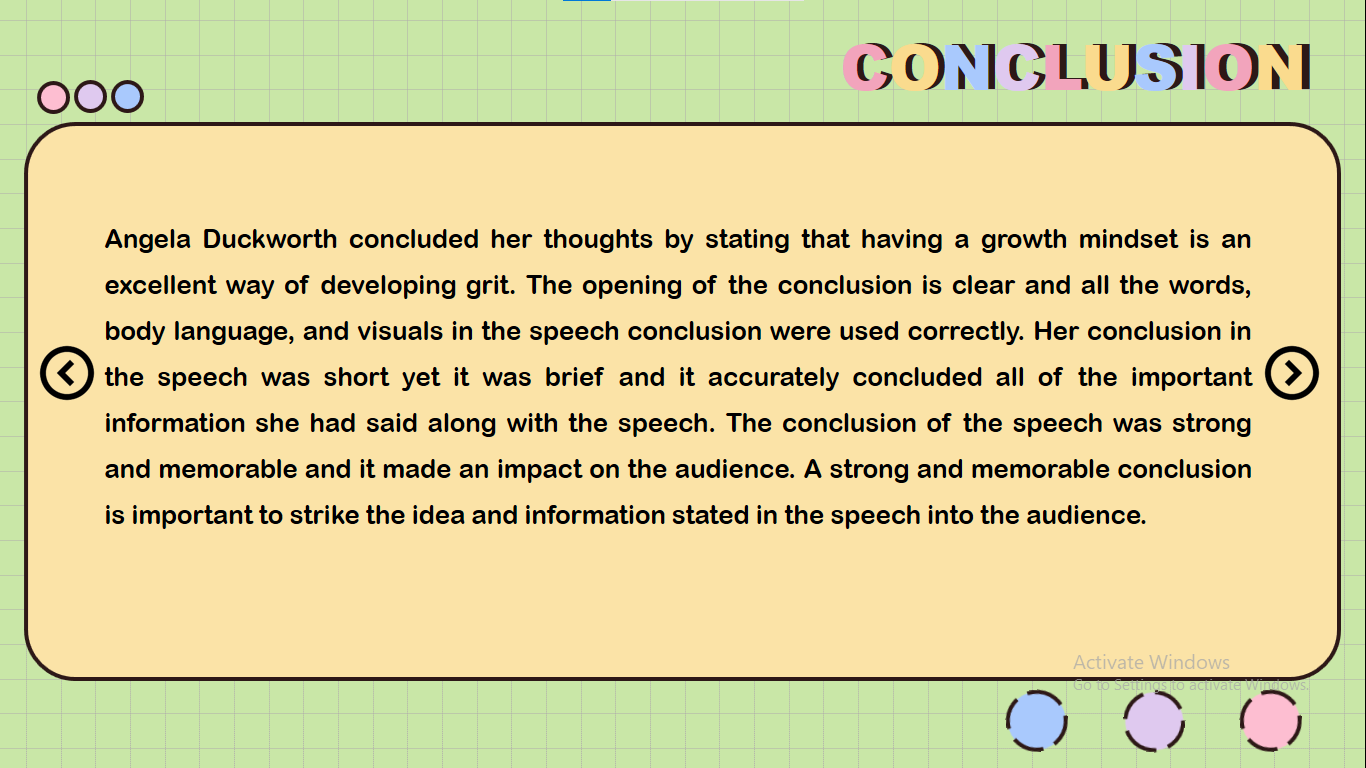 CONCLUSION
Angela Duckworth concluded her thoughts by stating that having a growth mindset is an
excellent way of developing grit. The opening of the conclusion is clear and all the words,
body language, and visuals in the speech conclusion were used correctly. Her conclusion in
the speech was short yet it was brief and it accurately concluded all of the important
information she had said along with the speech. The conclusion of the speech was strong
and memorable and it made an impact on the audience. A strong and memorable conclusion
is important to strike the idea and information stated in the speech into the audience.
Activate Windows
Go to Settings to activate Windows.